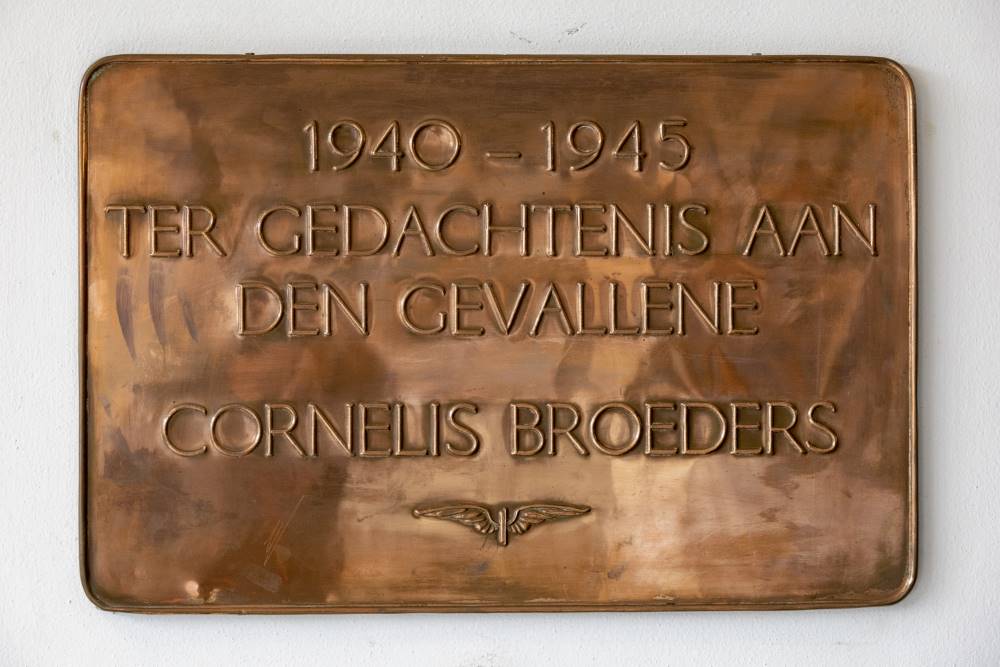 1940 – 1945
TER GEDACHTENIS AAN
DEN GEVALLENE
CORNELIS BROEDERS